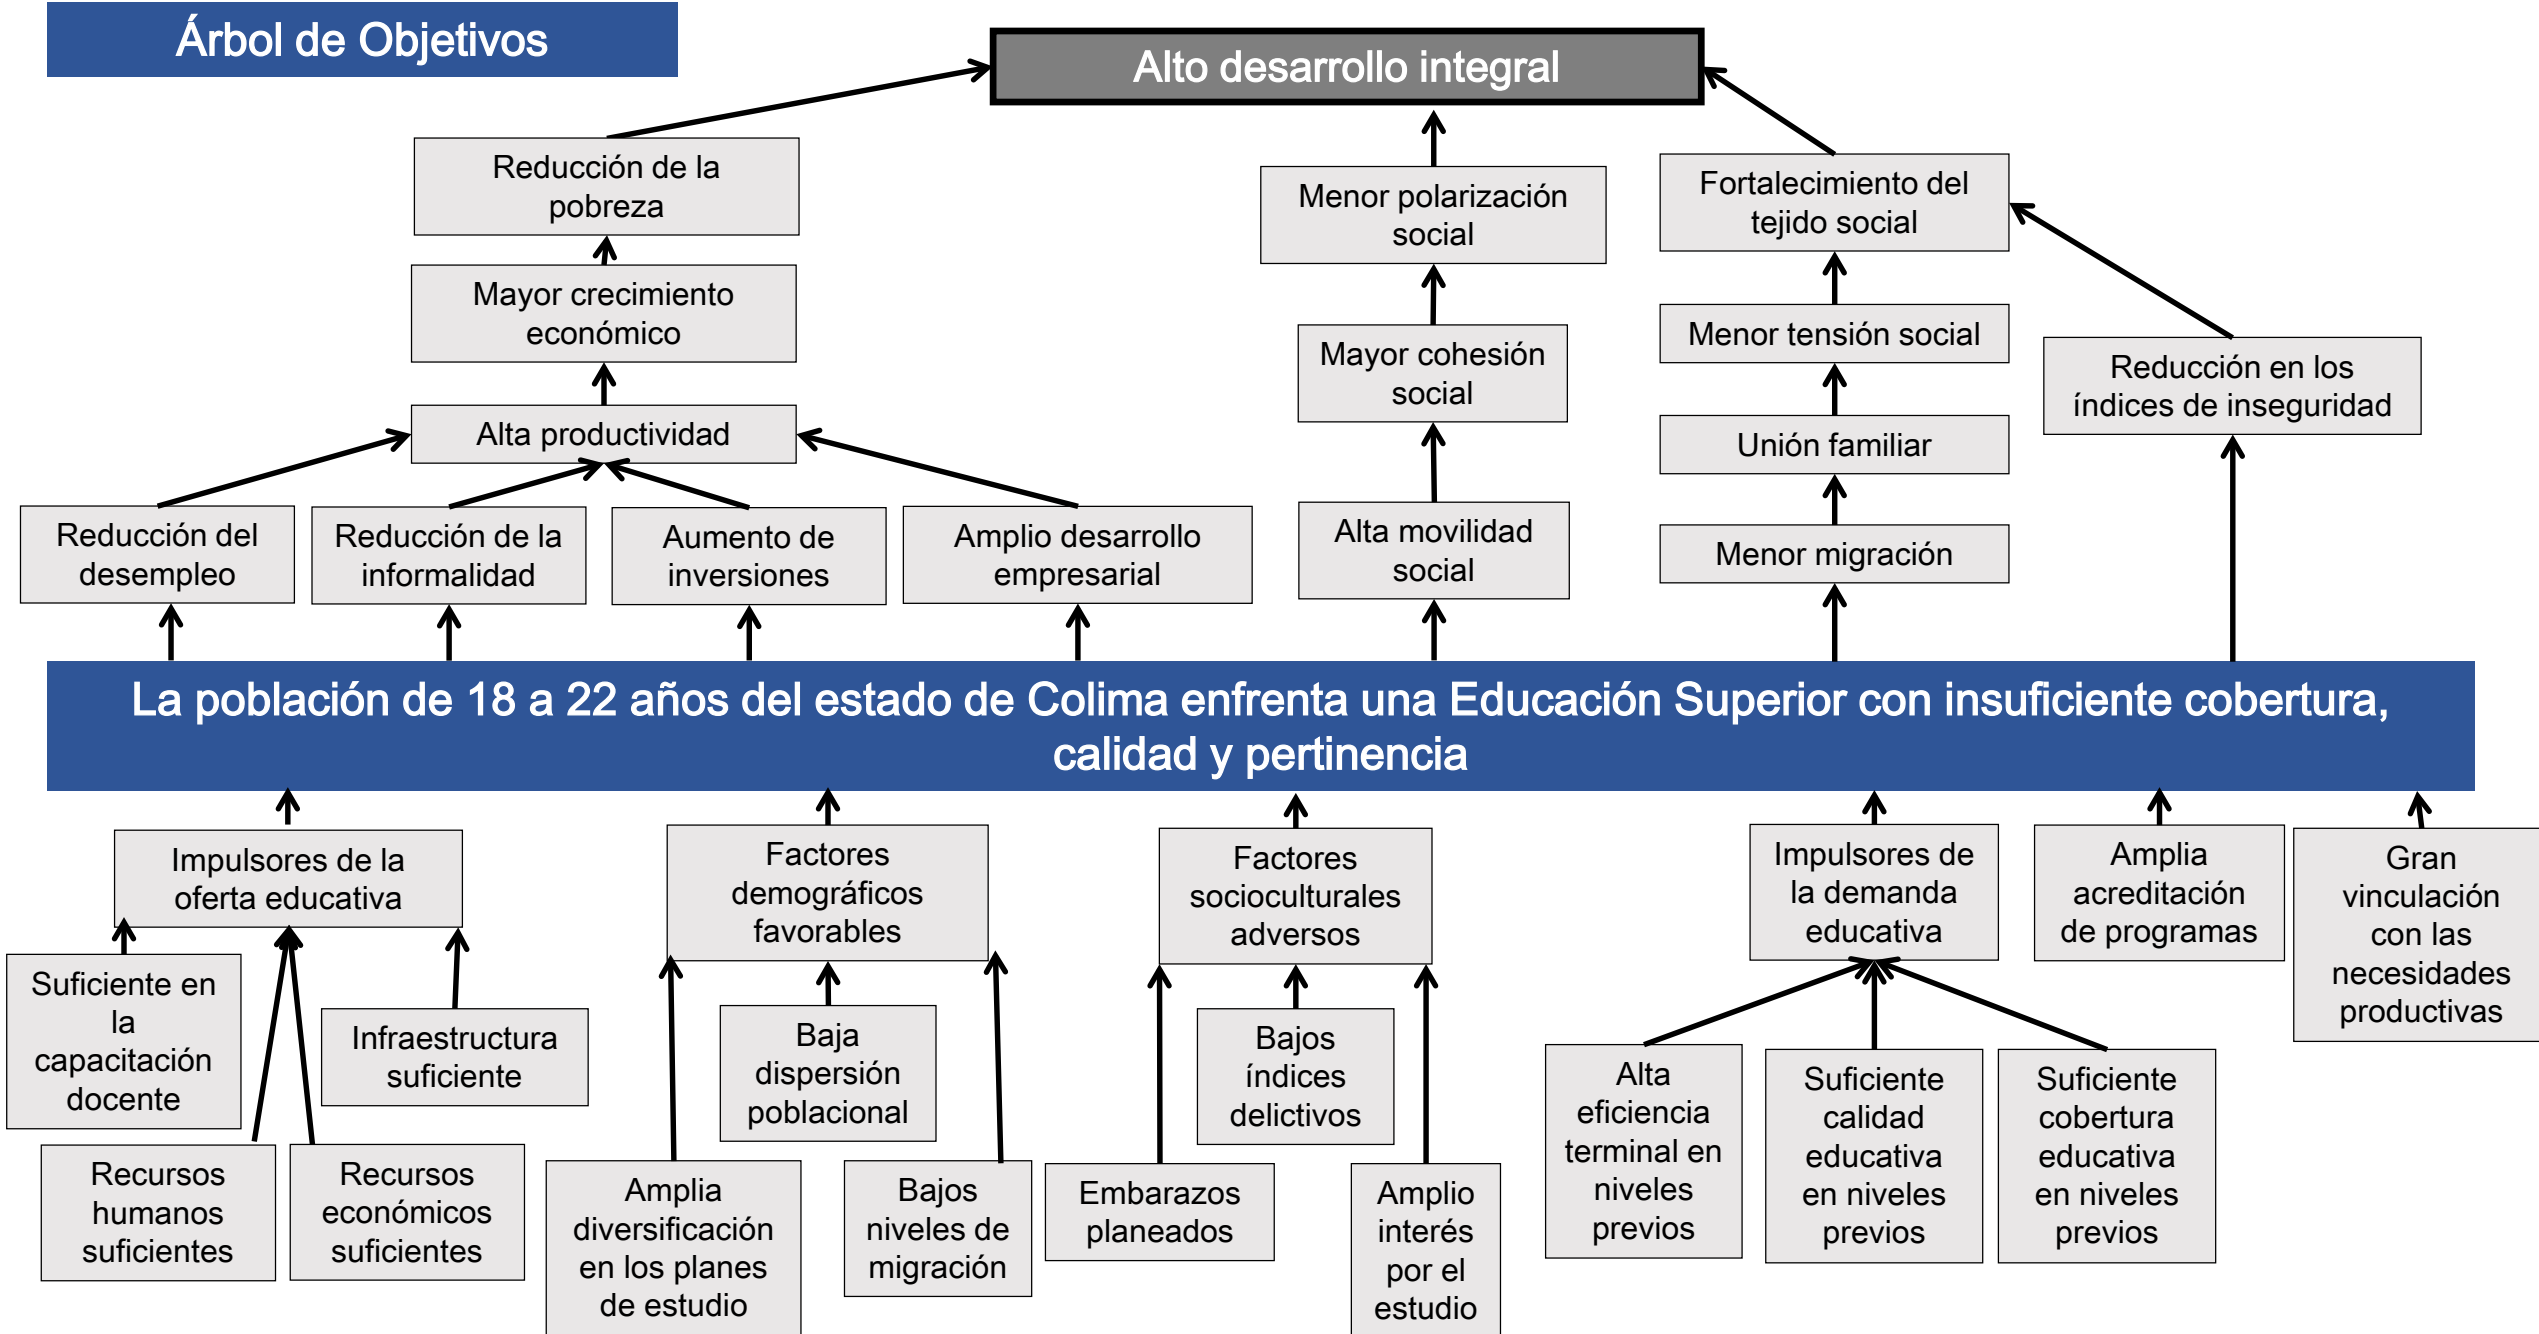 Árbol de Objetivos
Alto desarrollo integral
Reducción de la
pobreza
Menor polarización
social
Fortalecimiento del
tejido social
Mayor crecimiento
económico
Mayor cohesión
social
Menor tensión social
Reducción en los
índices de inseguridad
Alta productividad
Unión familiar
Reducción del
desempleo
Reducción de la
informalidad
Aumento de
inversiones
Amplio desarrollo
empresarial
Alta movilidad
social
Menor migración
La población de 18 a 22 años del estado de Colima enfrenta una Educación Superior con insuficiente cobertura,
calidad y pertinencia
Impulsores de la
oferta educativa
Factores
demográficos
favorables
Factores
socioculturales
adversos
Impulsores de
la demanda
educativa
Amplia
acreditación
de programas
Gran
vinculación
con las
necesidades
productivas
Suficiente en
la
capacitación
docente
Infraestructura
suficiente
Baja
dispersión
poblacional
Bajos
índices
delictivos
Alta
eficiencia
terminal en
niveles
previos
Suficiente
calidad
educativa
en niveles
previos
Suficiente
cobertura
educativa
en niveles
previos
Recursos
humanos
suficientes
Recursos
económicos
suficientes
Amplia
diversificación
en los planes
de estudio
Bajos
niveles de
migración
Embarazos
planeados
Amplio
interés
por el
estudio